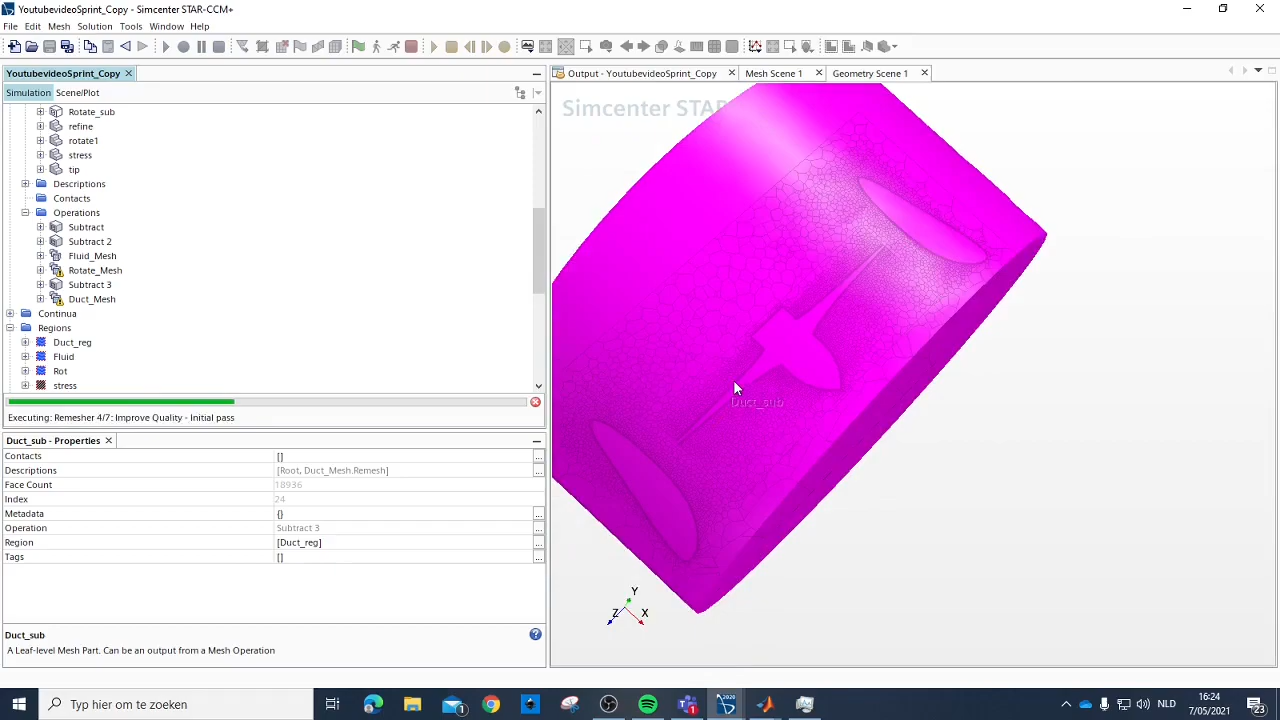 YoutubevideoSprint_Copy - Simcenter STAR-CCM+
File Edit Mesh Solution Tools Window Help
YoutubevideoSprint_Copy
Output - YoutubevideoSprint_Copy
Mesh Scene 1
Geometry Scene 1
Simulation Scene/Plot
Simcenter STAR
Rotate_sub
refine
rotate1
stress
tip
Descriptions
Contacts
Operations
Subtract
Subtract 2
Fluid_Mesh
Rotate_Mesh
Subtract 3
Duct_Mesh
Continua
Regions
Duct_reg
Fluid
Rot
stress
Duct_sub
Executing: Trimmer 4/7: Improve Quality - Initial pass
Duct_sub - Properties
Contacts []
Descriptions [Root, Duct_Mesh.Remesh]
Face Count 18936
Index 24
Metadata {}
Operation Subtract 3
Region [Duct_reg]
Tags []
Y
Z X
Duct_sub
A Leaf-level Mesh Part. Can be an output from a Mesh Operation
Typ hier om te zoeken
NLD
16:24
7/05/2021
23